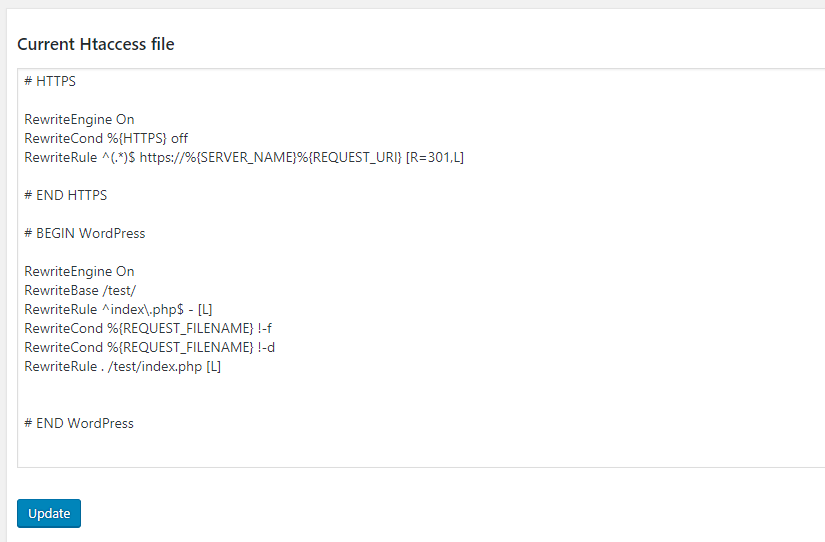 Current Htaccess file
# HTTPS
RewriteEngine On
RewriteCond %{HTTPS} off
RewriteRule ^(.*)$ https://%{SERVER_NAME}%{REQUEST_URI} [R=301,L]
# END HTTPS
# BEGIN WordPress
RewriteEngine On
RewriteBase /test/
RewriteRule ^index\.php$ - [L]
RewriteCond %{REQUEST_FILENAME} !-f
RewriteCond %{REQUEST_FILENAME} !-d
RewriteRule . /test/index.php [L]
# END WordPress
Update